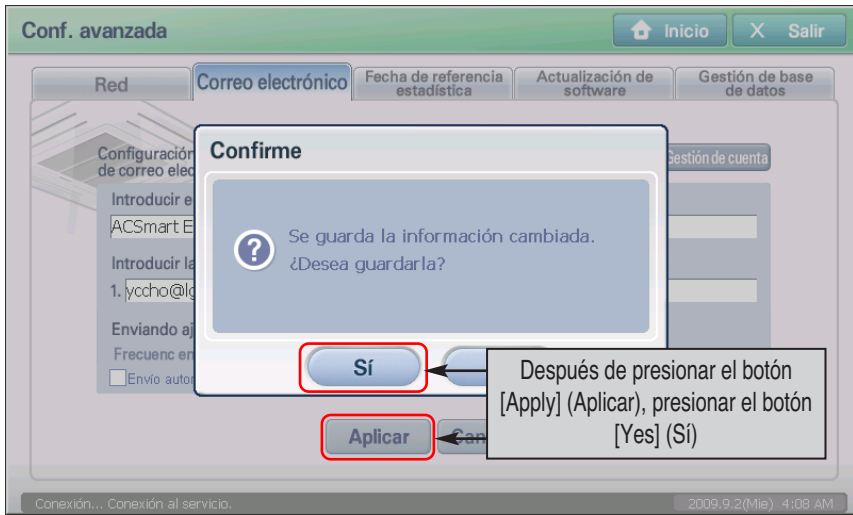 Conf. avanzada
Inicio
X Salir
Red
Correo electrónico
Fecha de referencia
estadística
Actualización de
software
Gestión de base
de datos
Configuración
de correo elec
Gestión de cuenta
Introducir e
ACSmart E
Introducir la
1. yccho@lg
Enviando aj
Frecuenc en
Envío autor
Confirme
Se guarda la información cambiada.
¿Desea guardarla?
Sí
Después de presionar el botón
[Apply] (Aplicar), presionar el botón
[Yes] (Sí)
Aplicar
Can
Conexión... Conexión al servicio.
2009.9.2(Mie) 4:08 AM